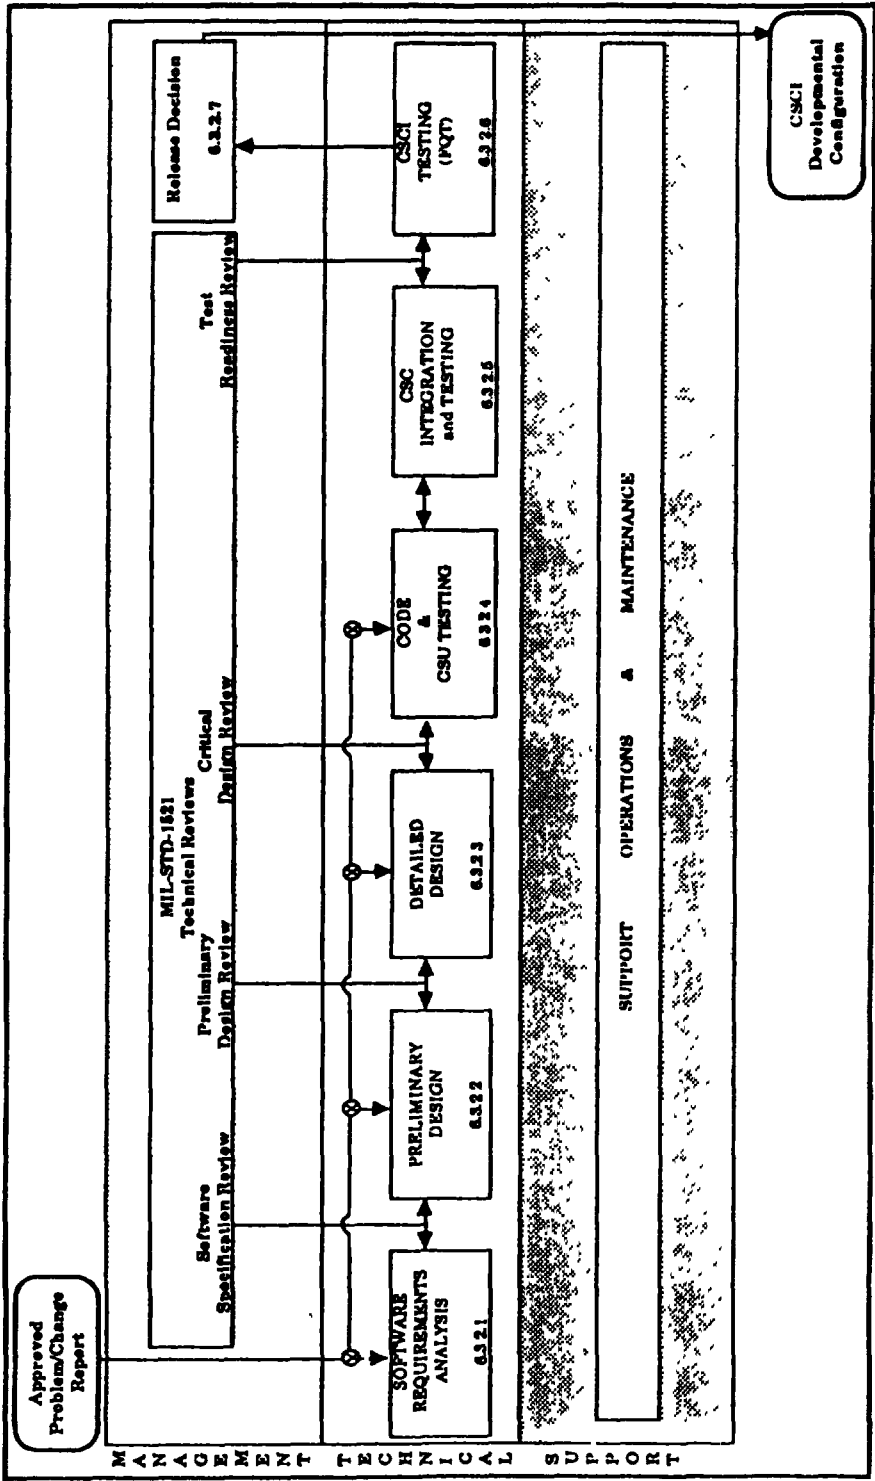 Approved
Problem/Change
Report
MANAGEMENT
MIL-STD-1521
Technical Reviews
Software
Specification Review
Preliminary
Design Review
Critical
Design Review
Test
Readiness Review
Release Decision
6.3.2.7
TECHNICAL
SOFTWARE
REQUIREMENTS
ANALYSIS
6.3.2.1
PRELIMINARY
DESIGN
6.3.2.2
DETAILED
DESIGN
6.3.2.3
CODE
&
CSU TESTING
6.3.2.4
CSC
INTEGRATION
and TESTING
6.3.2.5
CSCI
TESTING
(FQT)
6.3.2.6
SUPPORT
SUPPORT OPERATIONS & MAINTENANCE
CSCI
Developmental
Configuration